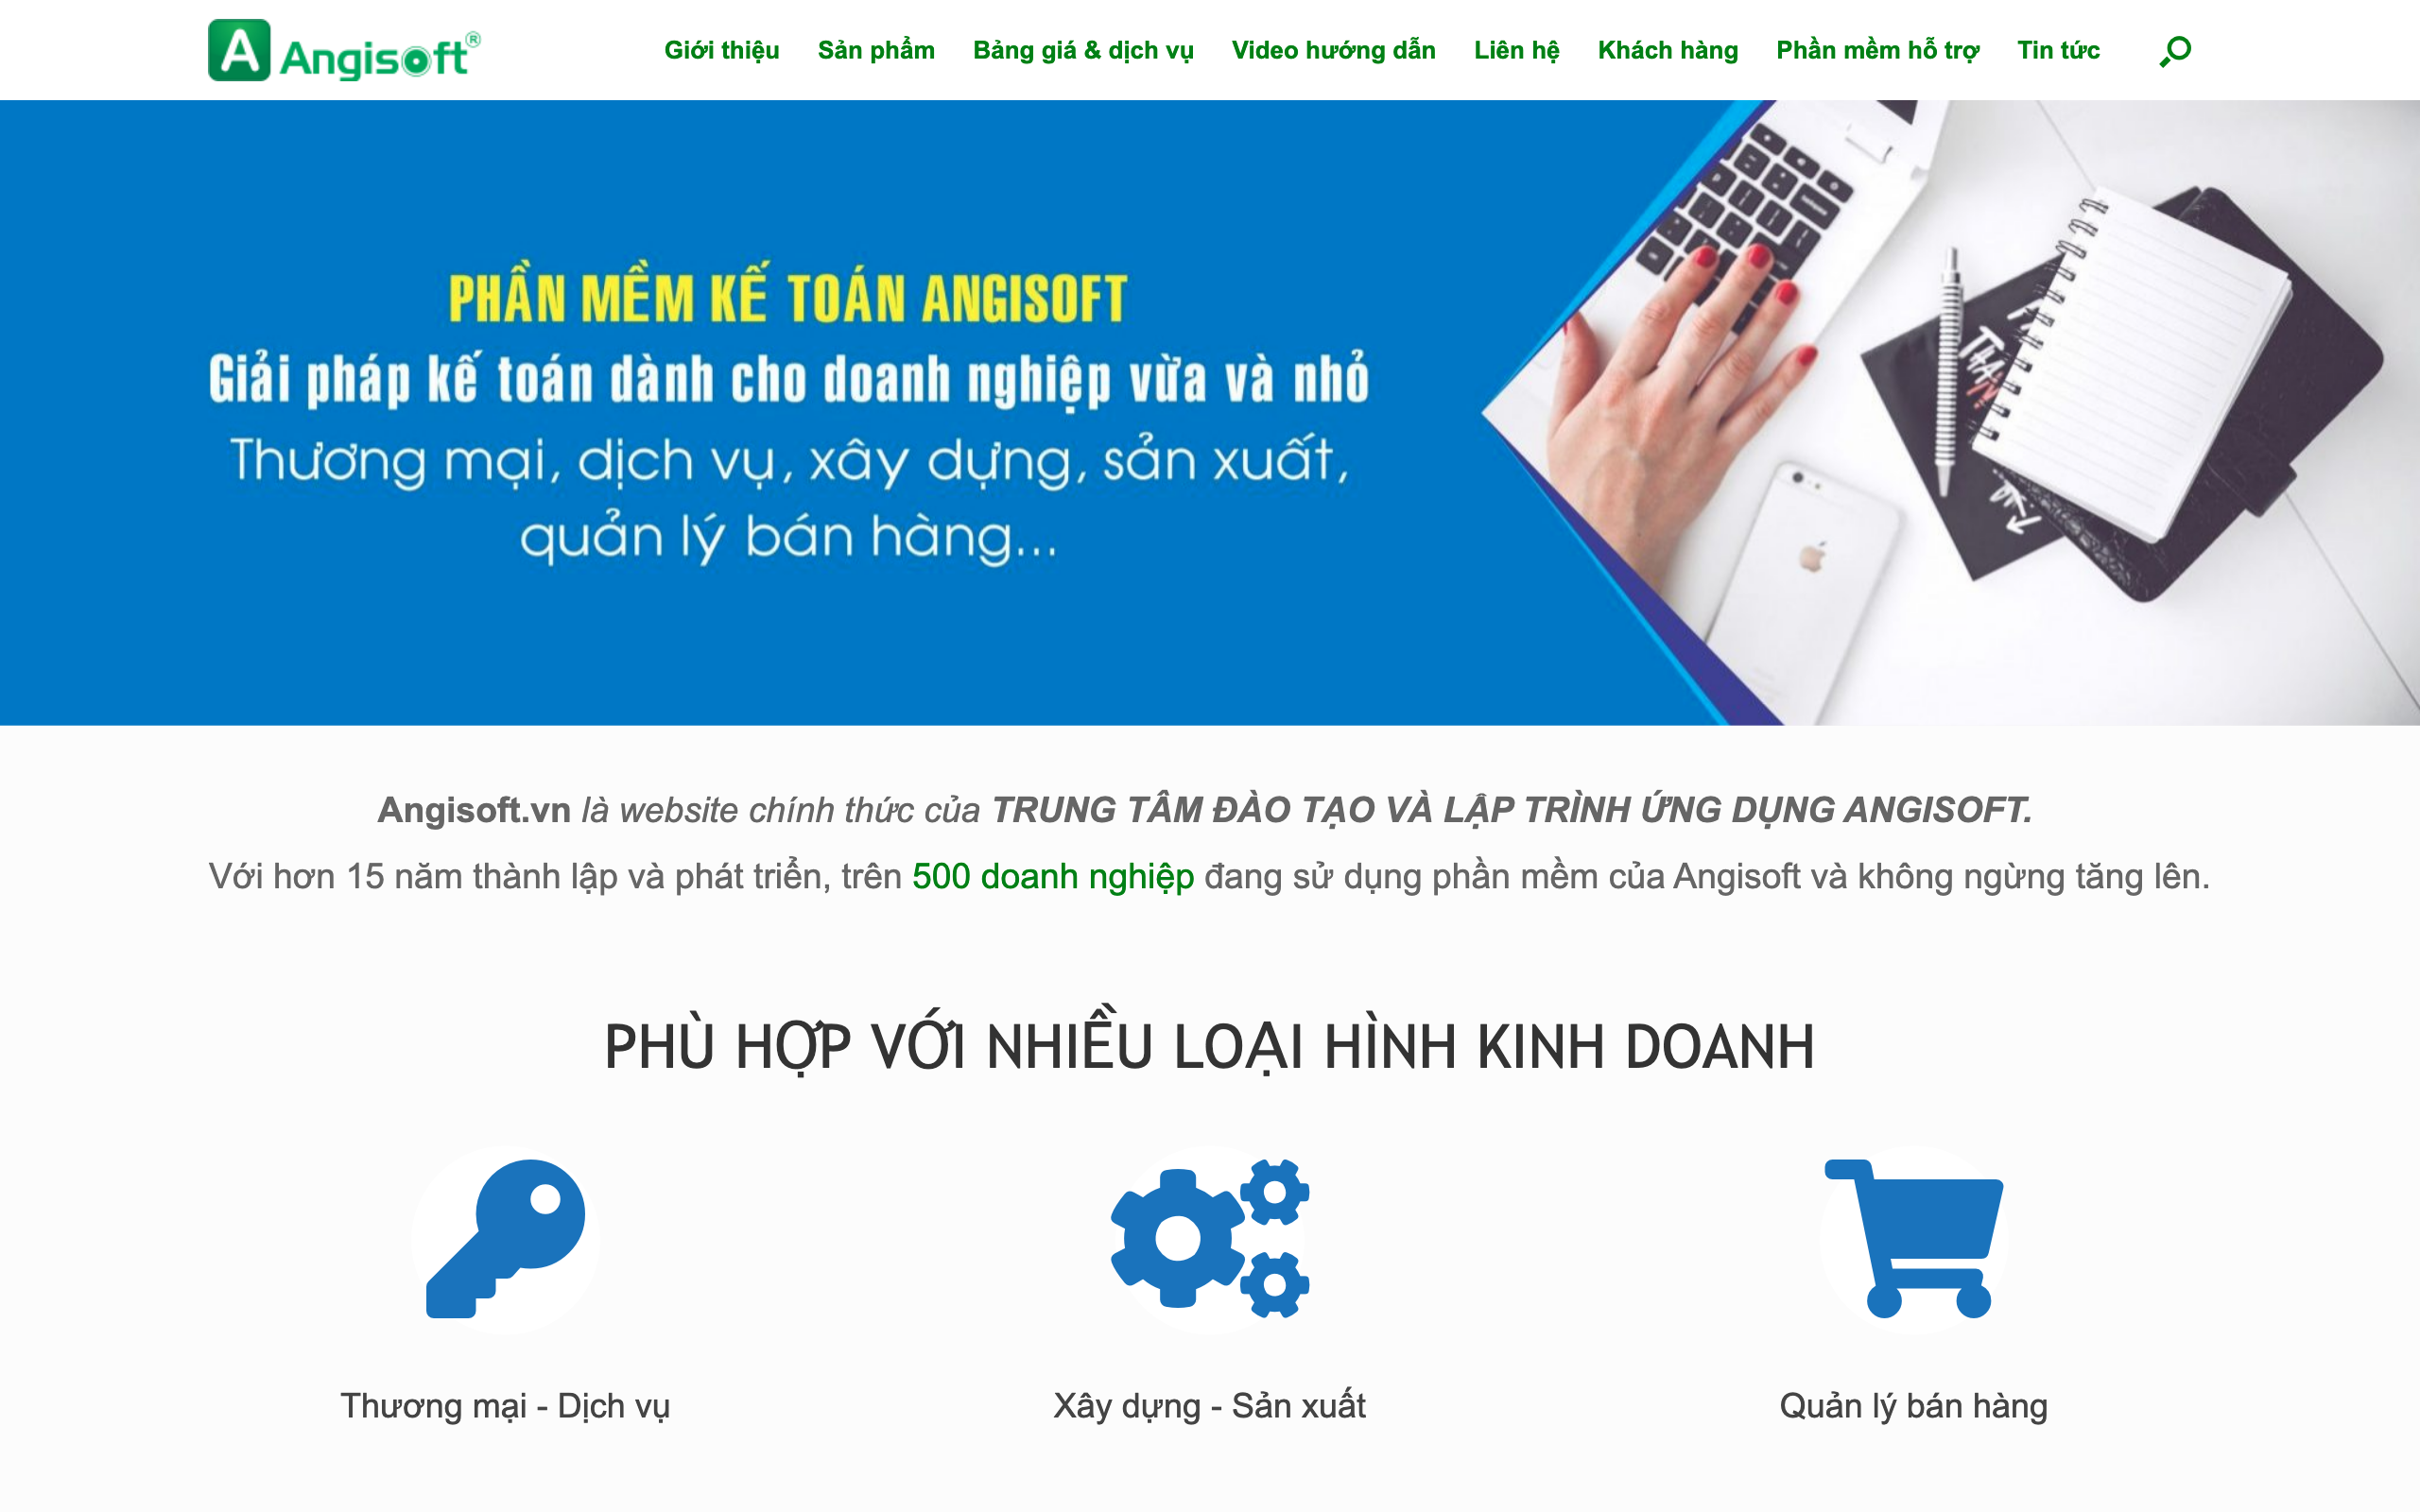 A Angisoft®
Giới thiệu Sản phẩm Bảng giá & dịch vụ Video hướng dẫn Liên hệ Khách hàng Phần mềm hỗ trợ Tin tức
PHẦN MỀM KẾ TOÁN ANGISOFT
Giải pháp kế toán dành cho doanh nghiệp vừa và nhỏ
Thương mại, dịch vụ, xây dựng, sản xuất,
quản lý bán hàng...
Angisoft.vn là website chính thức của TRUNG TÂM ĐÀO TẠO VÀ LẬP TRÌNH ỨNG DỤNG ANGISOFT.
Với hơn 15 năm thành lập và phát triển, trên 500 doanh nghiệp đang sử dụng phần mềm của Angisoft và không ngừng tăng lên.
PHÙ HỢP VỚI NHIỀU LOẠI HÌNH KINH DOANH
Thương mại - Dịch vụ
Xây dựng - Sản xuất
Quản lý bán hàng